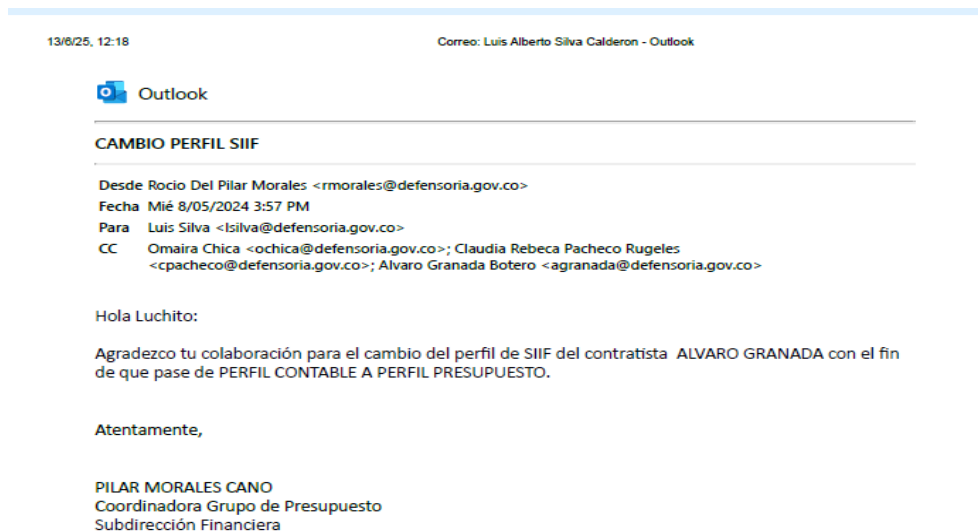 13/6/25, 12:18 Correo: Luis Alberto Silva Calderon - Outlook
Outlook
CAMBIO PERFIL SIIF
Desde Rocio Del Pilar Morales <rmorales@defensoria.gov.co>
Fecha Mié 8/05/2024 3:57 PM
Para Luis Silva <lsilva@defensoria.gov.co>
CC Omaira Chica <ochica@defensoria.gov.co>; Claudia Rebeca Pacheco Rugeles
<cpacheco@defensoria.gov.co>; Alvaro Granada Botero <agranada@defensoria.gov.co>
Hola Luchito:
Agradezco tu colaboración para el cambio del perfil de SIIF del contratista ALVARO GRANADA con el fin
de que pase de PERFIL CONTABLE A PERFIL PRESUPUESTO.
Atentamente,
PILAR MORALES CANO
Coordinadora Grupo de Presupuesto
Subdirección Financiera